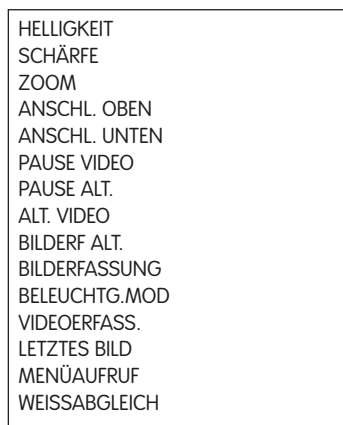 HELLIGKEIT
SCHÄRFE
ZOOM
ANSCHL. OBEN
ANSCHL. UNTEN
PAUSE VIDEO
PAUSE ALT.
ALT. VIDEO
BILDERF ALT.
BILDERFASSUNG
BELEUCHTG.MOD
VIDEOERFASS.
LETZTES BILD
MENÜAUFRUF
WEISSABGLEICH